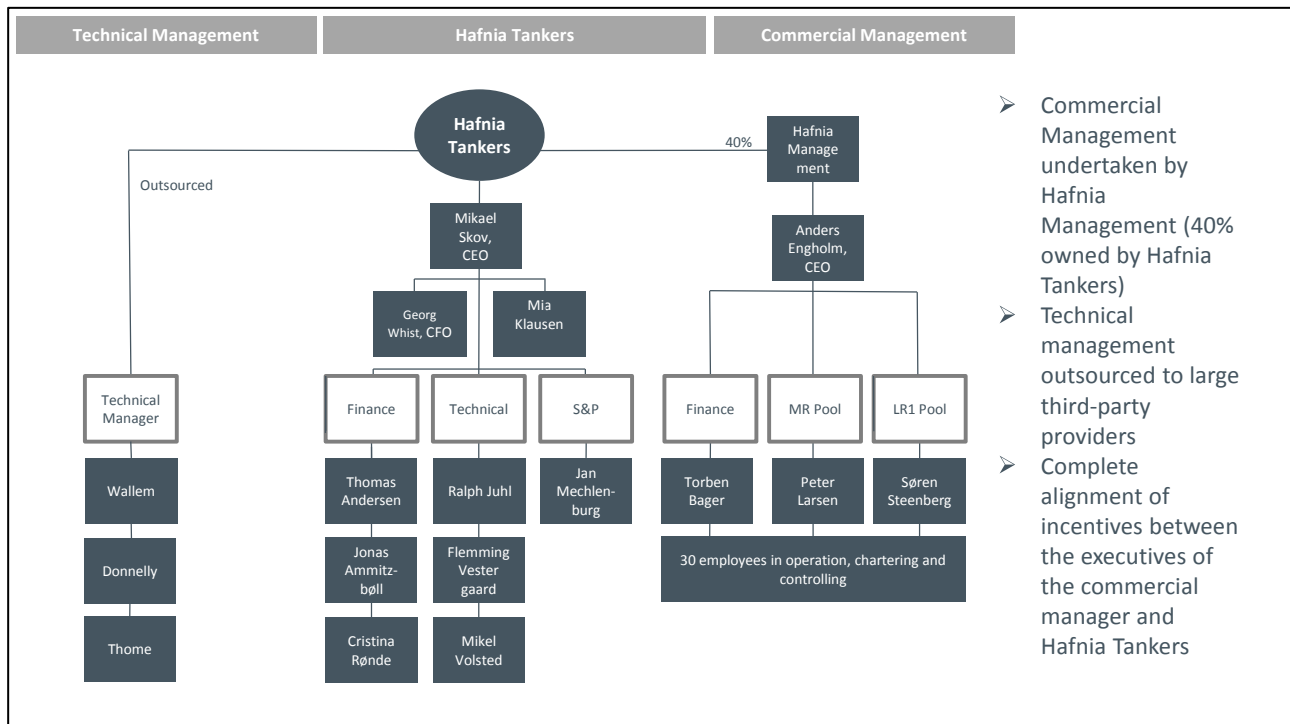 Technical Management
Hafnia Tankers
Commercial Management
Hafnia
Tankers
Outsourced
40%
Hafnia
Manage
ment
Mikael
Skov,
CEO
Anders
Engholm,
CEO
Georg
Whist, CFO
Mia
Klausen
Technical
Manager
Wallem
Donnelly
Thome
Finance
Thomas
Andersen
Jonas
Ammitz-
bøll
Cristina
Rønde
Technical
Ralph Juhl
Flemming
Vester
gaard
Mikel
Volsted
S&P
Jan
Mechlen-
burg
Finance
Torben
Bager
MR Pool
Peter
Larsen
LR1 Pool
Søren
Steenberg
30 employees in operation, chartering and
controlling
➢ Commercial
Management
undertaken by
Hafnia
Management (40%
owned by Hafnia
Tankers)
➢ Technical
management
outsourced to large
third-party
providers
➢ Complete
alignment of
incentives between
the executives of
the commercial
manager and
Hafnia Tankers